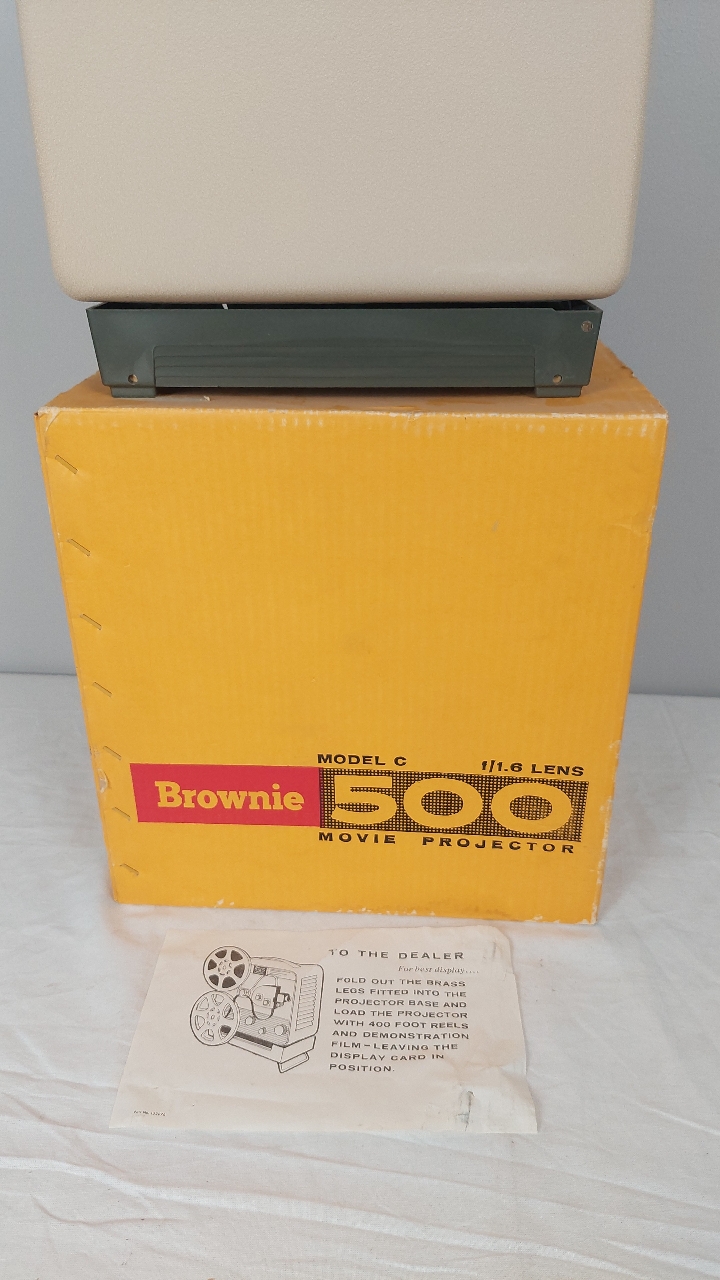 MODEL C f/1.6 LENS
Brownie 500
MOVIE PROJECTOR
TO THE DEALER
For best display....
FOLD OUT THE BRASS
LEGS FITTED INTO THE
PROJECTOR BASE AND
LOAD THE PROJECTOR
WITH 400 FOOT REELS
AND DEMONSTRATION
FILM – LEAVING THE
DISPLAY CARD IN
POSITION.